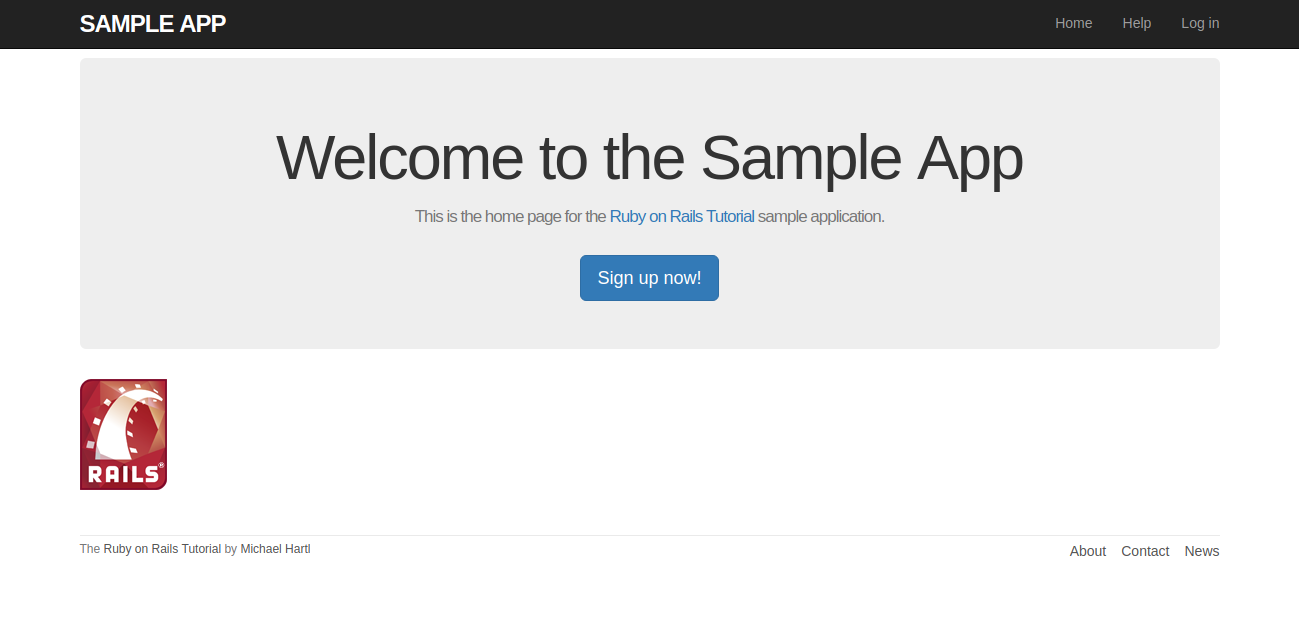 SAMPLE APP
Home Help Log in
Welcome to the Sample App
This is the home page for the Ruby on Rails Tutorial sample application.
Sign up now!
RAILS®
The Ruby on Rails Tutorial by Michael Hartl
About Contact News